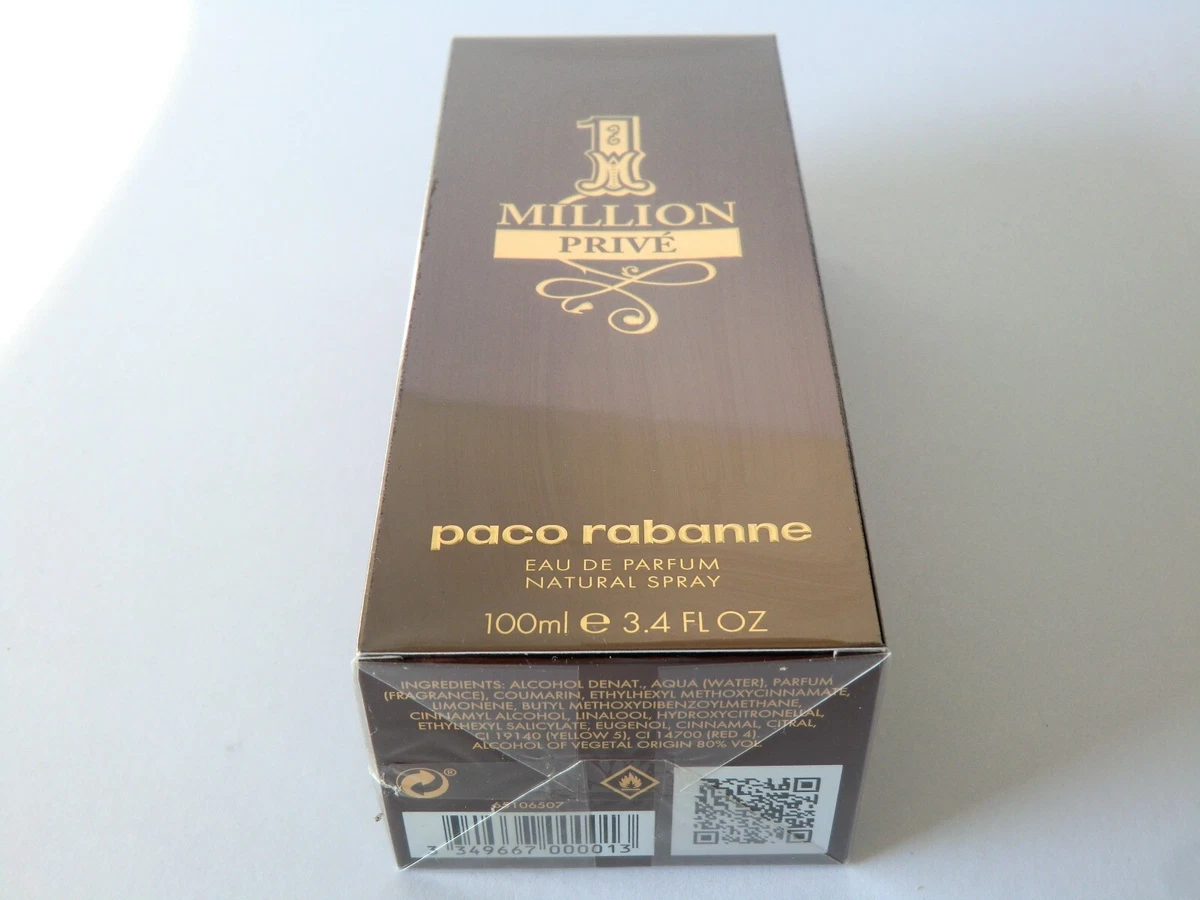 1
MILLION
PRIVÉ
paco rabanne
EAU DE PARFUM
NATURAL SPRAY
100ml ℮ 3.4 FL OZ
INGREDIENTS: ALCOHOL DENAT., AQUA (WATER), PARFUM
(FRAGRANCE), COUMARIN, ETHYLHEXYL METHOXYCINNAMATE,
LIMONENE, BUTYL METHOXYDIBENZOYLMETHANE,
CINNAMYL ALCOHOL, LINALOOL, HYDROXYCITRONELLAL,
ETHYLHEXYL SALICYLATE, EUGENOL, CINNAMAL, CITRAL,
CI 19140 (YELLOW 5), CI 14700 (RED 4).
ALCOHOL OF VEGETAL ORIGIN 80% VOL.
®
65106507
3 349667 000013